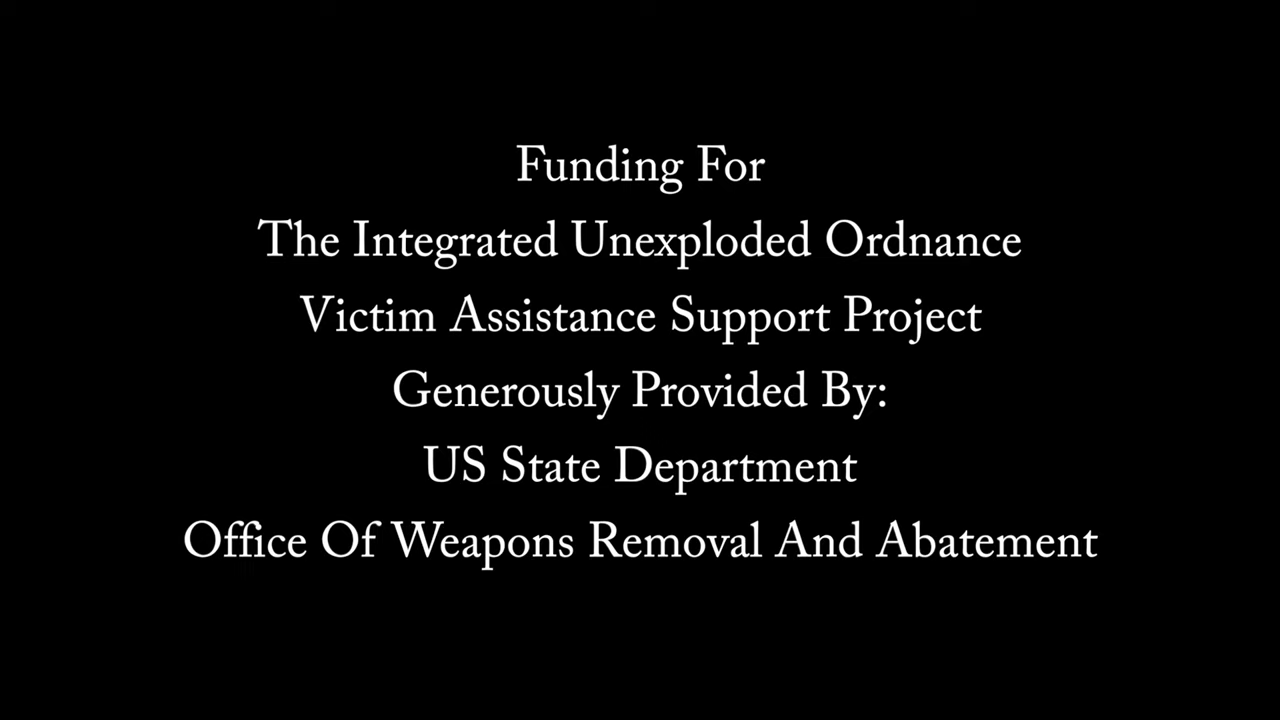 Funding For
The Integrated Unexploded Ordnance
Victim Assistance Support Project
Generously Provided By:
US State Department
Office Of Weapons Removal And Abatement